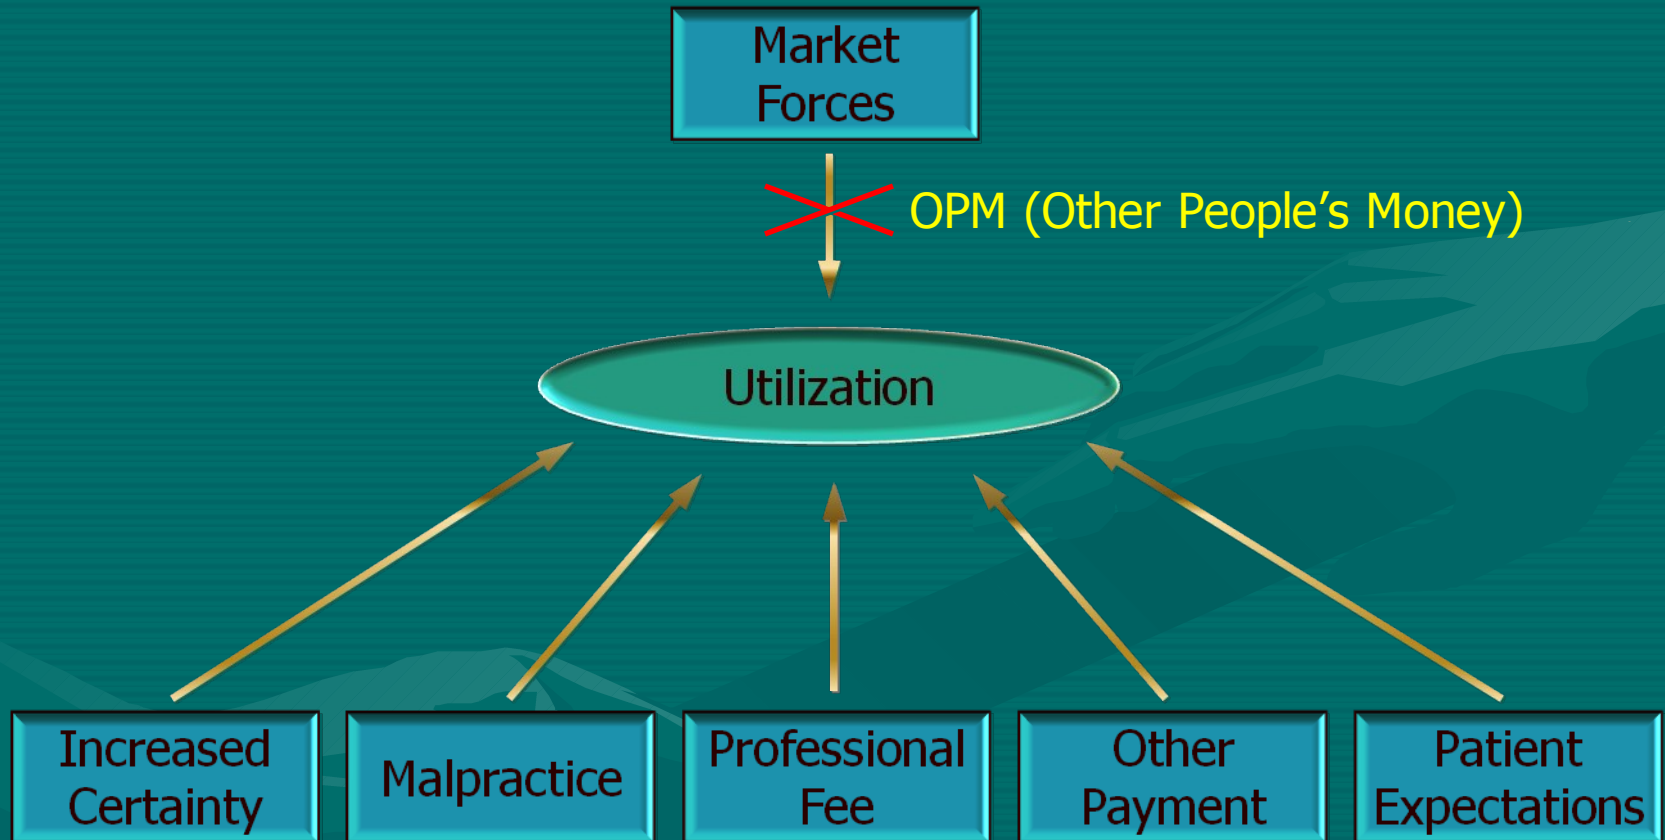 Market
Forces
OPM (Other People’s Money)
Utilization
Increased
Certainty
Malpractice
Professional
Fee
Other
Payment
Patient
Expectations